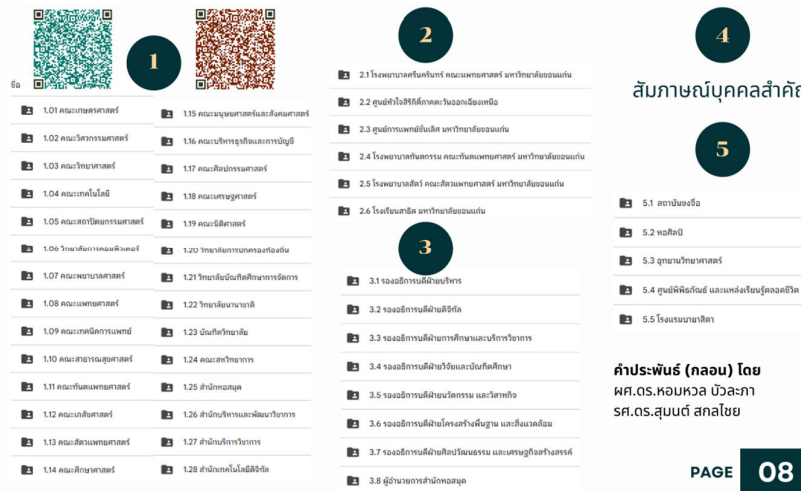 1
ชื่อ
1.01 คณะเกษตรศาสตร์
1.02 คณะวิศวกรรมศาสตร์
1.03 คณะวิทยาศาสตร์
1.04 คณะเทคโนโลยี
1.05 คณะสถาปัตยกรรมศาสตร์
1.06 วิทยาลัยการคอมพิวเตอร์
1.07 คณะพยาบาลศาสตร์
1.08 คณะแพทยศาสตร์
1.09 คณะเทคนิคการแพทย์
1.10 คณะสาธารณสุขศาสตร์
1.11 คณะทันตแพทยศาสตร์
1.12 คณะเภสัชศาสตร์
1.13 คณะสัตวแพทยศาสตร์
1.14 คณะศึกษาศาสตร์
1.15 คณะมนุษยศาสตร์และสังคมศาสตร์
1.16 คณะบริหารธุรกิจและการบัญชี
1.17 คณะศิลปกรรมศาสตร์
1.18 คณะเศรษฐศาสตร์
1.19 คณะนิติศาสตร์
1.20 วิทยาลัยการปกครองท้องถิ่น
1.21 วิทยาลัยบัณฑิตศึกษาการจัดการ
1.22 วิทยาลัยนานาชาติ
1.23 บัณฑิตวิทยาลัย
1.24 คณะสหวิทยาการ
1.25 สำนักหอสมุด
1.26 สำนักบริหารและพัฒนาวิชาการ
1.27 สำนักบริการวิชาการ
1.28 สำนักเทคโนโลยีดิจิทัล
2
2.1 โรงพยาบาลศรีนครินทร์ คณะแพทยศาสตร์ มหาวิทยาลัยขอนแก่น
2.2 ศูนย์หัวใจสิริกิติ์ภาคตะวันออกเฉียงเหนือ
2.3 ศูนย์การแพทย์ชั้นเลิศ มหาวิทยาลัยขอนแก่น
2.4 โรงพยาบาลทันตกรรม คณะทันตแพทยศาสตร์ มหาวิทยาลัยขอนแก่น
2.5 โรงพยาบาลสัตว์ คณะสัตวแพทยศาสตร์ มหาวิทยาลัยขอนแก่น
2.6 โรงเรียนสาธิต มหาวิทยาลัยขอนแก่น
3
3.1 รองอธิการบดีฝ่ายบริหาร
3.2 รองอธิการบดีฝ่ายดิจิทัล
3.3 รองอธิการบดีฝ่ายการศึกษาและบริการวิชาการ
3.4 รองอธิการบดีฝ่ายวิจัยและบัณฑิตศึกษา
3.5 รองอธิการบดีฝ่ายนวัตกรรม และวิสาหกิจ
3.6 รองอธิการบดีฝ่ายโครงสร้างพื้นฐาน และสิ่งแวดล้อม
3.7 รองอธิการบดีฝ่ายศิลปวัฒนธรรม และเศรษฐกิจสร้างสรรค์
3.8 ผู้อำนวยการสำนักหอสมุด
4
สัมภาษณ์บุคคลสำคัญ
5
5.1 สถาบันขงจื่อ
5.2 หอศิลป์
5.3 อุทยานวิทยาศาสตร์
5.4 ศูนย์พิพิธภัณฑ์ และแหล่งเรียนรู้ตลอดชีวิต
5.5 โรงแรมบายาสิตา
คำประพันธ์ (กลอน) โดย
ผศ.ดร.หอมหวล บัวละภา
รศ.ดร.สุมนต์ สกลไชย
PAGE 08